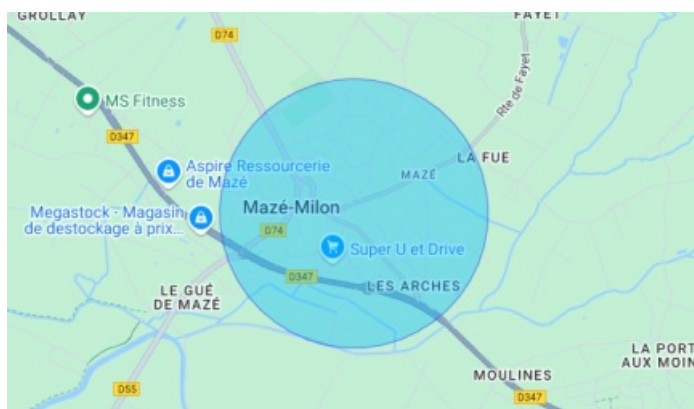 GROLLAY
FAYET
D74
Rte de Fayet
MS Fitness
D347
LA FUE
Aspire Ressourcerie
de Mazé
MAZÉ
Mazé-Milon
Megastock - Magasin
de destockage à prix...
D74
Super U et Drive
D347
LES ARCHES
LE GUÉ
DE MAZÉ
LA PORT
AUX MOIN
MOULINES
D55
D347